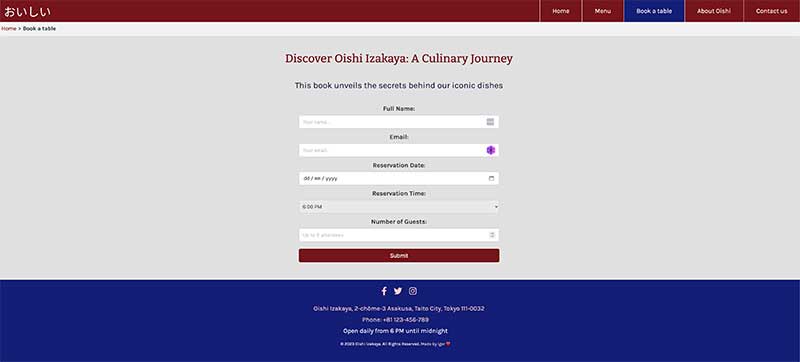 おいしい
Home
Menu
Book a table
About Oishi
Contact us
Home > Book a table
Discover Oishi Izakaya: A Culinary Journey
This book unveils the secrets behind our iconic dishes
Full Name:
Your name...
Email:
Your email
Reservation Date:
dd / mm / yyyy
Reservation Time:
6:00 PM
Number of Guests:
Up to 8 attendees
Submit
Oishi Izakaya, 2-chōme-3 Asakusa, Taito City, Tokyo 111-0032
Phone: +81 123-456-789
Open daily from 6 PM until midnight
© 2023 Oishi Izakaya. All Rights Reserved. Made by Igor ❤️